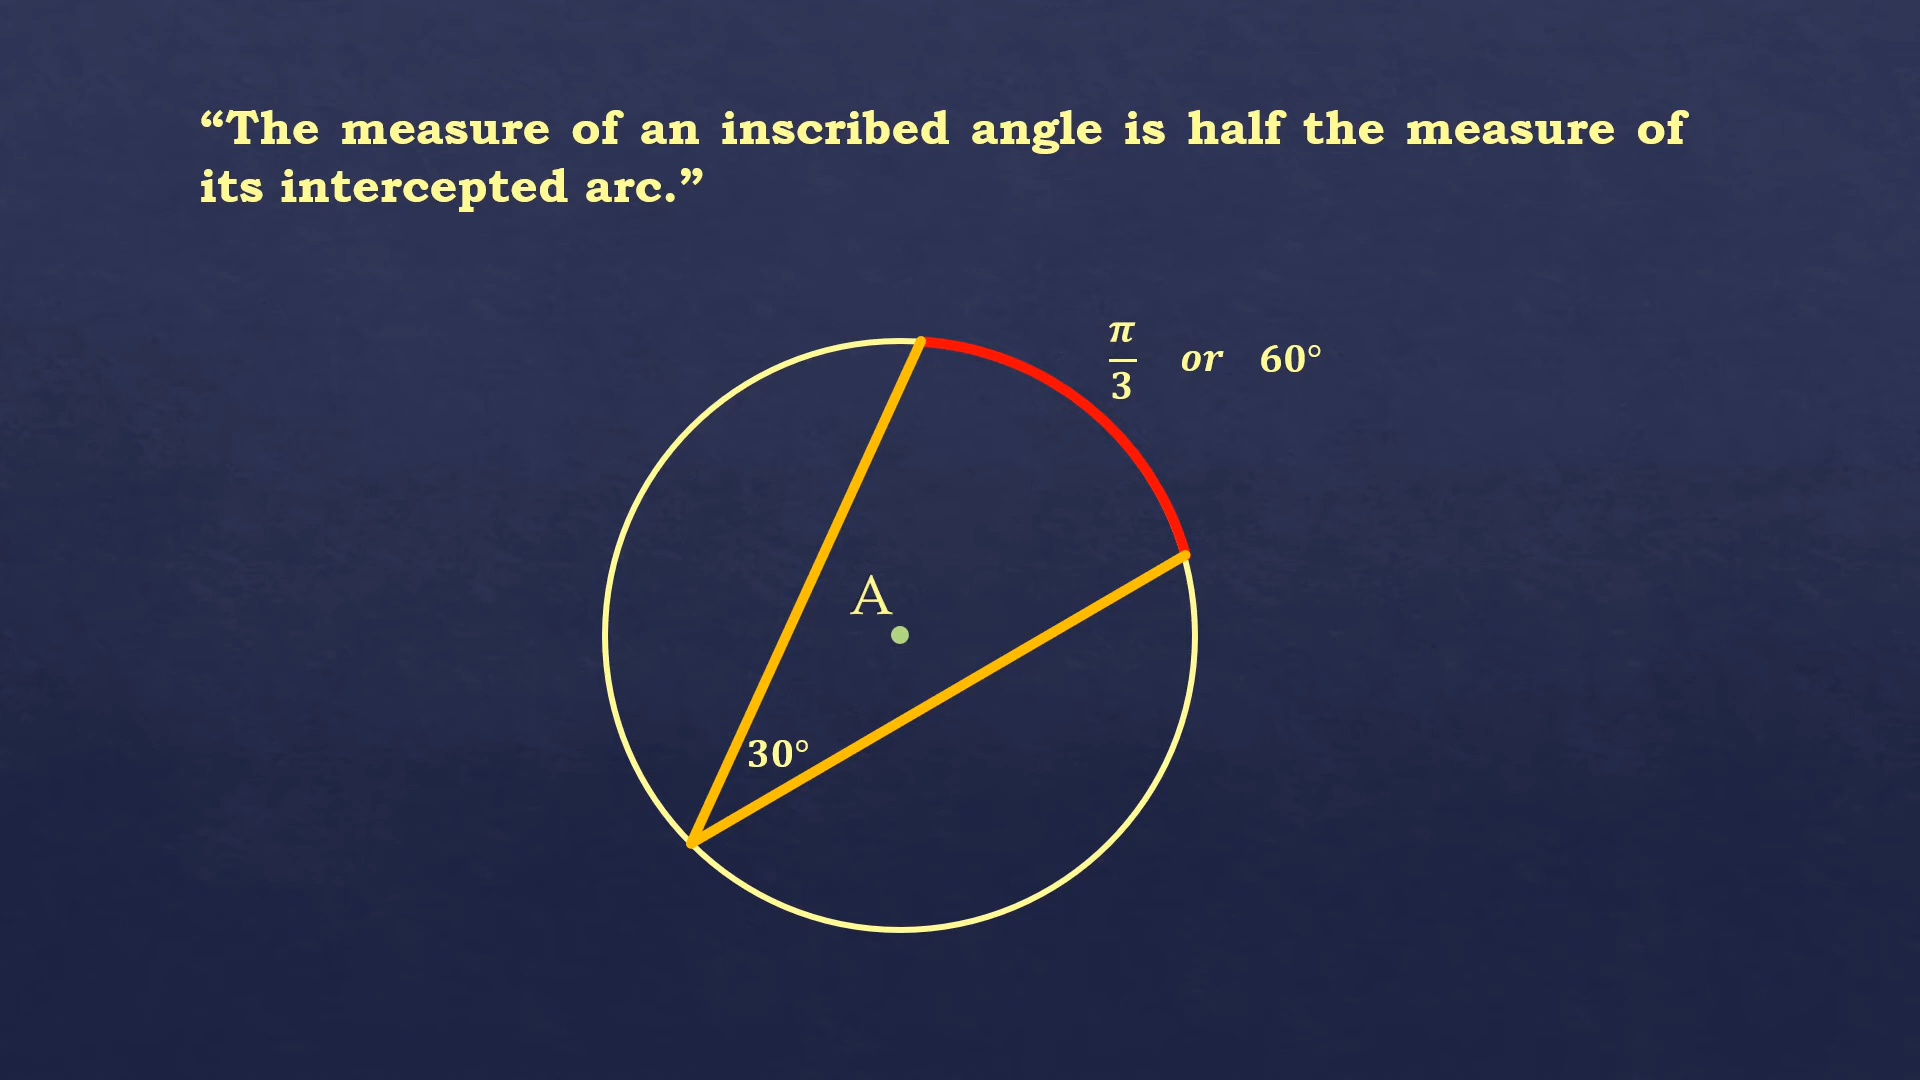 “The measure of an inscribed angle is half the measure of
its intercepted arc.”
π/3 or 60°
A
30°